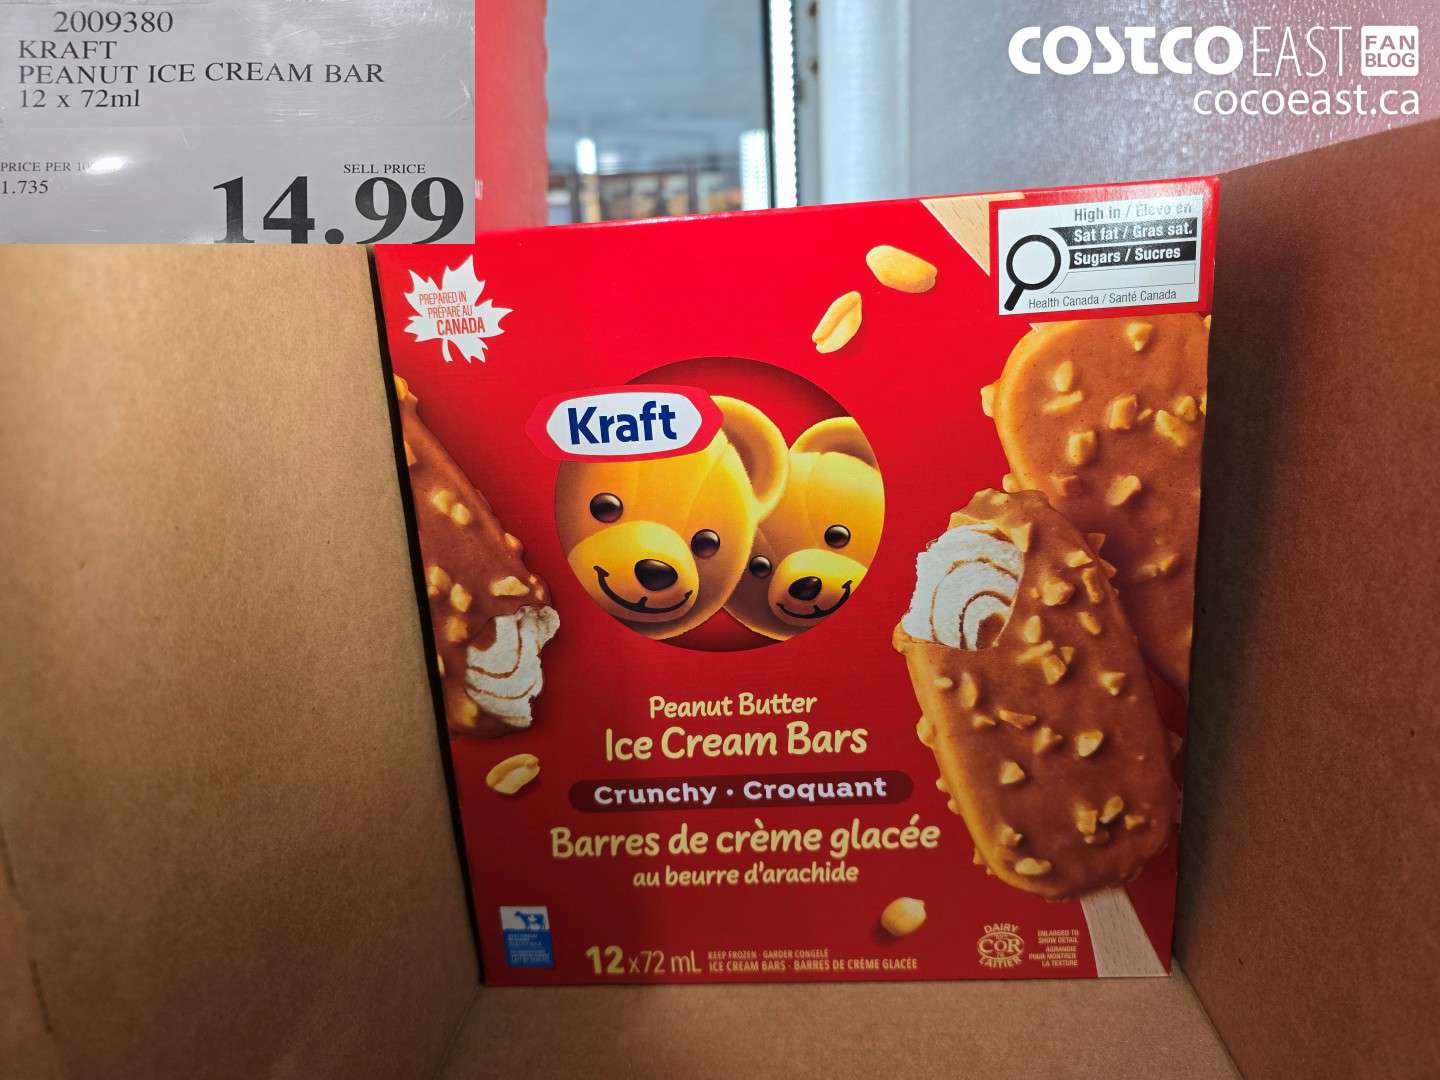 2009380
KRAFT
PEANUT ICE CREAM BAR
12 x 72ml
PRICE PER 10
1.735
SELL PRICE
14.99
COSTCO EAST FAN BLOG
cocoeast.ca
High in / Élevé en
Sat fat / Gras sat.
Sugars / Sucres
Health Canada / Santé Canada
PREPARED IN
PRÉPARÉ AU
CANADA
Kraft
Peanut Butter
Ice Cream Bars
Crunchy · Croquant
Barres de crème glacée
au beurre d'arachide
12 x 72 mL
KEEP FROZEN · GARDER CONGELÉ
ICE CREAM BARS · BARRES DE CRÈME GLACÉE
DAIRY
COR
LAITIER
ENLARGED TO
SHOW DETAIL
AGRANDIE
POUR MONTRER
LA TEXTURE